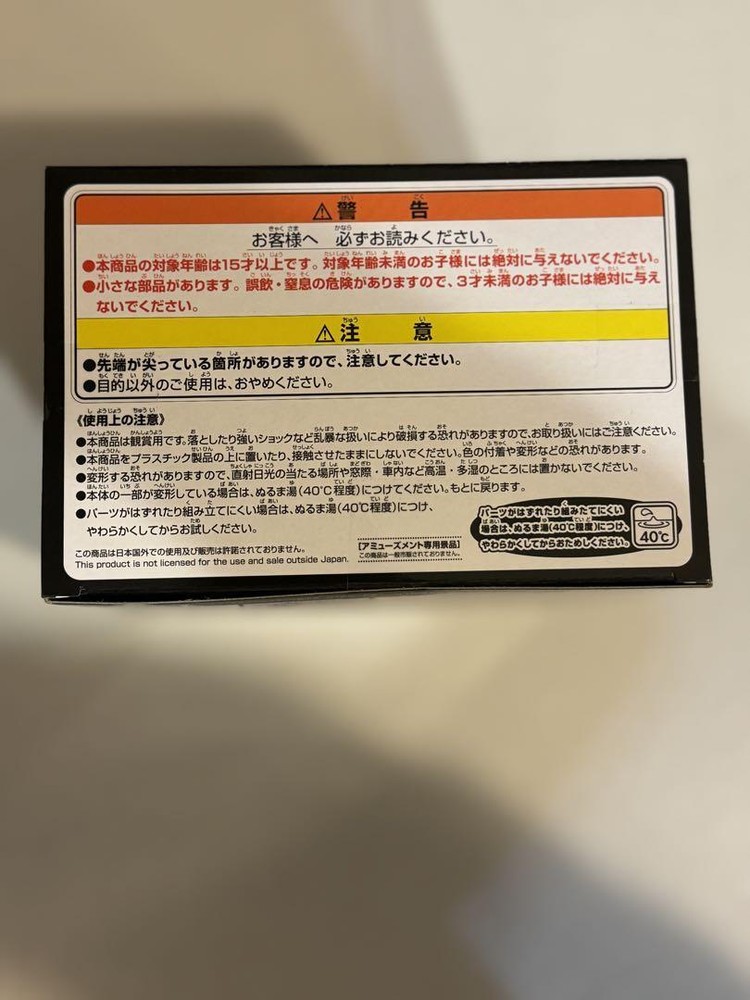 ⚠警告
お客様へ 必ずお読みください。
●本商品の対象年齢は15才以上です。対象年齢未満のお子様には絶対に与えないでください。
●小さな部品があります。誤飲・窒息の危険がありますので、3才未満のお子様には絶対に与え
ないでください。
⚠注意
●先端が尖っている箇所がありますので、注意してください。
●目的以外のご使用は、おやめください。
《使用上の注意》
●本商品は観賞用です。落としたり強いショックなど乱暴な扱いにより破損する恐れがありますので、お取り扱いにはご注意ください。
●本商品をプラスチック製品の上に置いたり、接触させたままにしないでください。色の付着や変形などの恐れがあります。
●変形する恐れがありますので、直射日光の当たる場所や窓際・車内など高温・多湿のところには置かないでください。
●本体の一部が変形している場合は、ぬるま湯(40℃程度)につけてください。もとに戻ります。
●パーツがはずれたり組み立てにくい場合は、ぬるま湯(40℃程度)につけ、
やわらかくしてからお試しください。
パーツがはずれたり組みたてにくい
場合は、ぬるま湯(40℃程度)につけ、
やわらかくしてからおためしください。
40℃
この商品は日本国外での使用及び販売は許諾されておりません。
This product is not licensed for the use and sale outside Japan.
[アミューズメント専用景品]
この商品は一般市販されておりません。